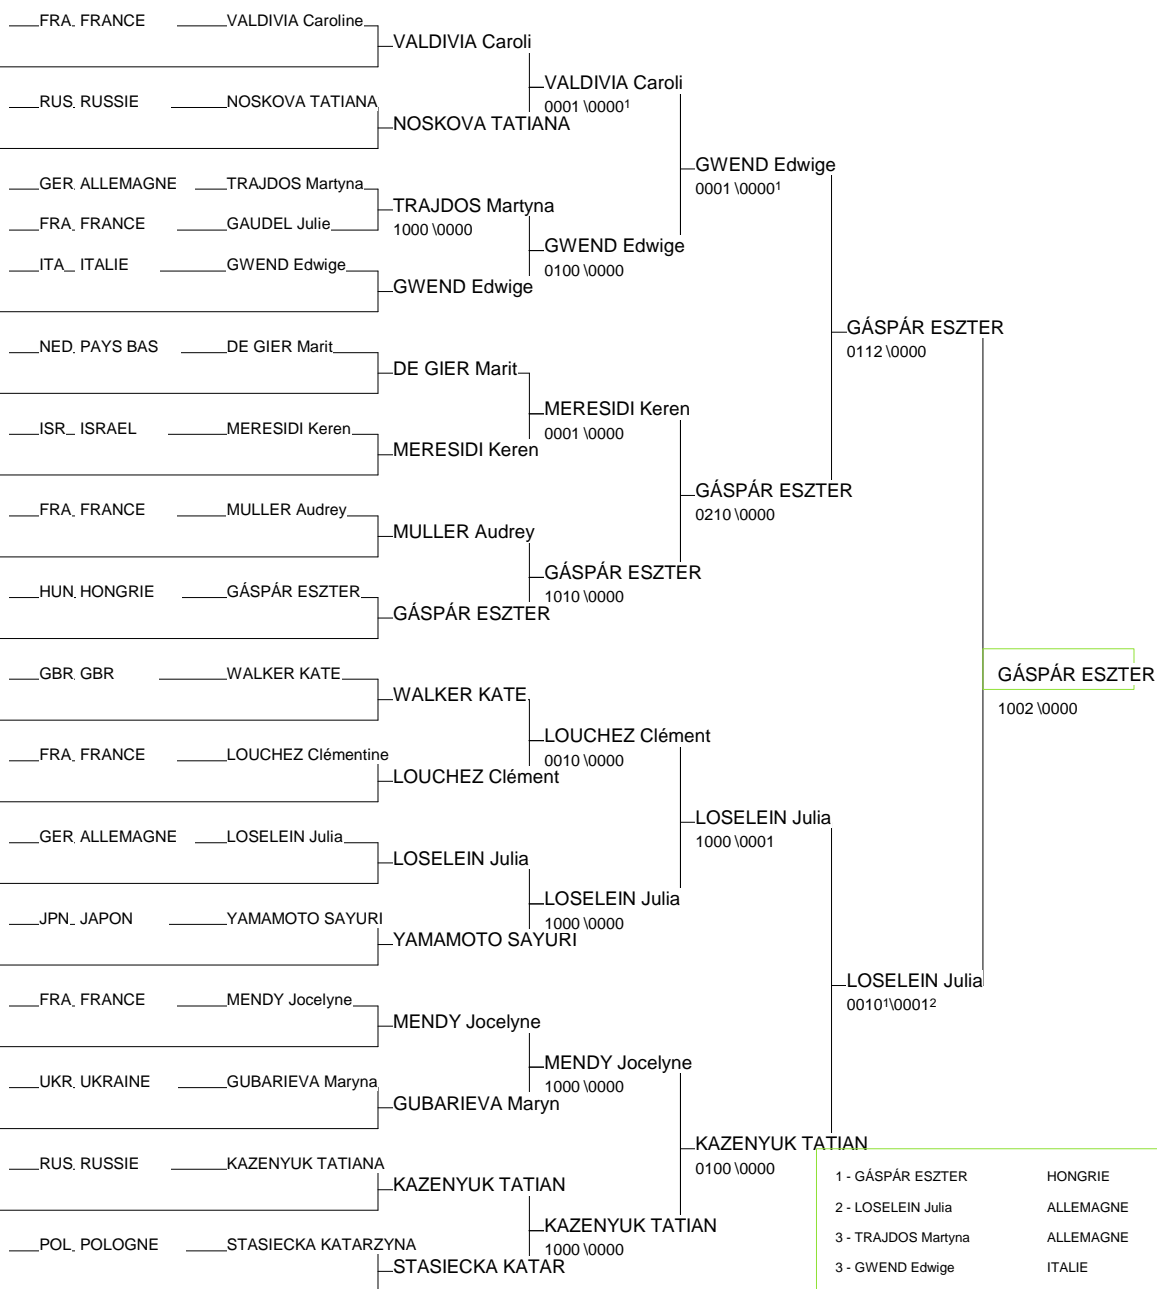 FRA FRANCE VALDIVIA Caroline
VALDIVIA Caroli
VALDIVIA Caroli
0001 \0000¹
RUS RUSSIE NOSKOVA TATIANA
NOSKOVA TATIANA
GWEND Edwige
0001 \0000¹
GER ALLEMAGNE TRAJDOS Martyna
TRAJDOS Martyna
1000 \0000
FRA FRANCE GAUDEL Julie
GWEND Edwige
0100 \0000
ITA ITALIE GWEND Edwige
GWEND Edwige
GÁSPÁR ESZTER
0112 \0000
NED PAYS BAS DE GIER Marit
DE GIER Marit
MERESIDI Keren
0001 \0000
ISR ISRAEL MERESIDI Keren
MERESIDI Keren
GÁSPÁR ESZTER
0210 \0000
FRA FRANCE MULLER Audrey
MULLER Audrey
GÁSPÁR ESZTER
1010 \0000
HUN HONGRIE GÁSPÁR ESZTER
GÁSPÁR ESZTER
GÁSPÁR ESZTER
1002 \0000
GBR GBR WALKER KATE
WALKER KATE
LOUCHEZ Clément
0010 \0000
FRA FRANCE LOUCHEZ Clémentine
LOUCHEZ Clément
LOSELEIN Julia
1000 \0001
GER ALLEMAGNE LOSELEIN Julia
LOSELEIN Julia
LOSELEIN Julia
1000 \0000
JPN JAPON YAMAMOTO SAYURI
YAMAMOTO SAYURI
LOSELEIN Julia
0010¹\0001²
FRA FRANCE MENDY Jocelyne
MENDY Jocelyne
MENDY Jocelyne
1000 \0000
UKR UKRAINE GUBARIEVA Maryna
GUBARIEVA Maryn
KAZENYUK TATIAN
0100 \0000
RUS RUSSIE KAZENYUK TATIANA
KAZENYUK TATIAN
KAZENYUK TATIAN
1000 \0000
POL POLOGNE STASIECKA KATARZYNA
STASIECKA KATAR
1 - GÁSPÁR ESZTER HONGRIE
2 - LOSELEIN Julia ALLEMAGNE
3 - TRAJDOS Martyna ALLEMAGNE
3 - GWEND Edwige ITALIE